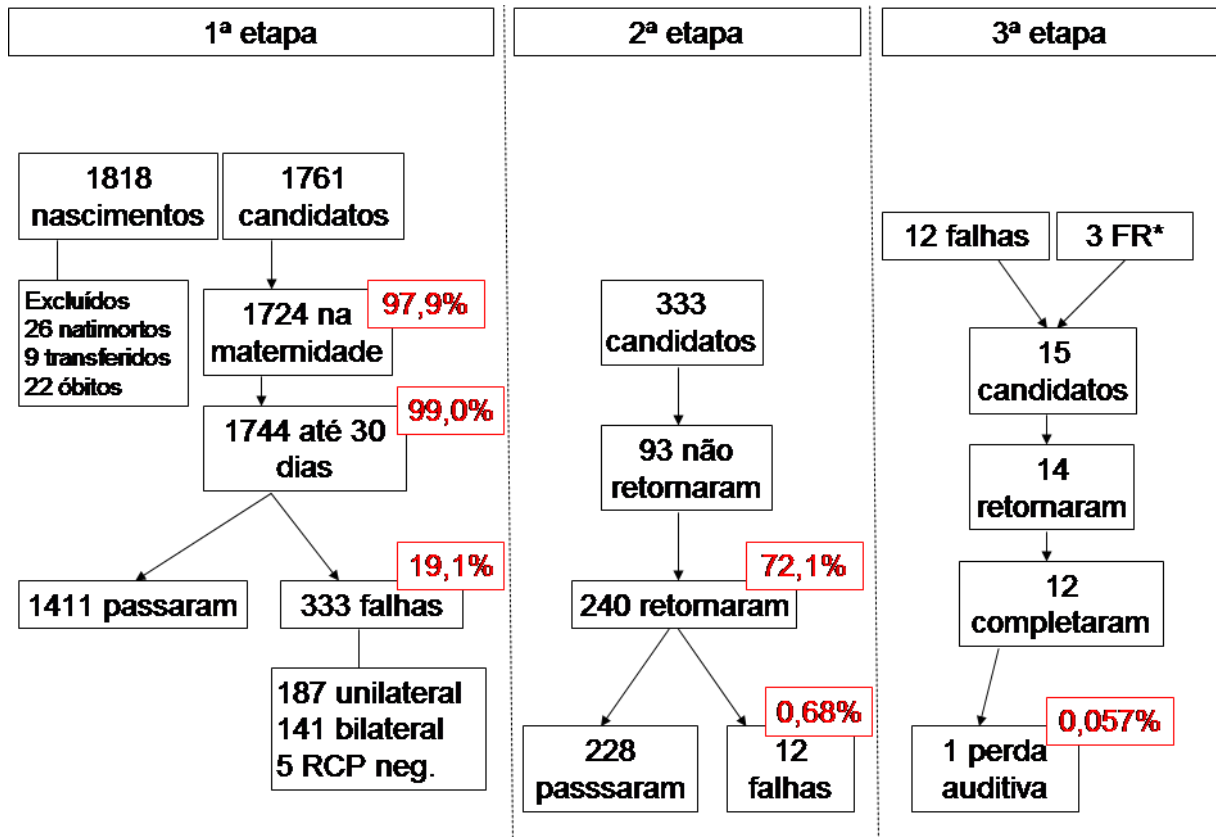 1ª etapa
1818
nascimentos
1761
candidatos
Excluídos
26 natimortos
9 transferidos
22 óbitos
1724 na
maternidade
97,9%
1744 até 30
dias
99,0%
1411 passaram
333 falhas
19,1%
187 unilateral
141 bilateral
5 RCP neg.
2ª etapa
333
candidatos
93 não
retornaram
240 retornaram
72,1%
228
passsaram
12
falhas
0,68%
3ª etapa
12 falhas
3 FR*
15
candidatos
14
retornaram
12
completaram
1 perda
auditiva
0,057%